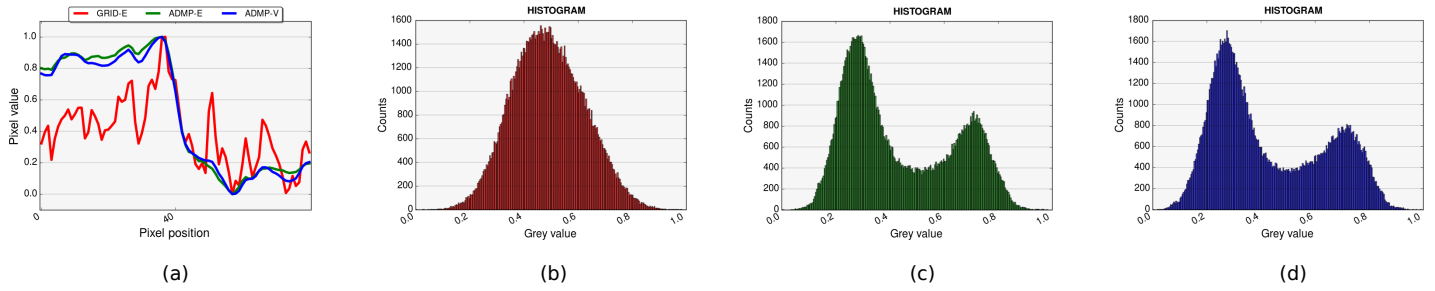 GRID-E ADMP-E ADMP-V
Pixel value
1.0
0.8
0.6
0.4
0.2
0.0
0 40
Pixel position
(a)
HISTOGRAM
Counts
1600
1400
1200
1000
800
600
400
200
0
0.0 0.2 0.4 0.6 0.8 1.0
Grey value
(b)
HISTOGRAM
Counts
1800
1600
1400
1200
1000
800
600
400
200
0
0.0 0.2 0.4 0.6 0.8 1.0
Grey value
(c)
HISTOGRAM
Counts
1800
1600
1400
1200
1000
800
600
400
200
0
0.0 0.2 0.4 0.6 0.8 1.0
Grey value
(d)